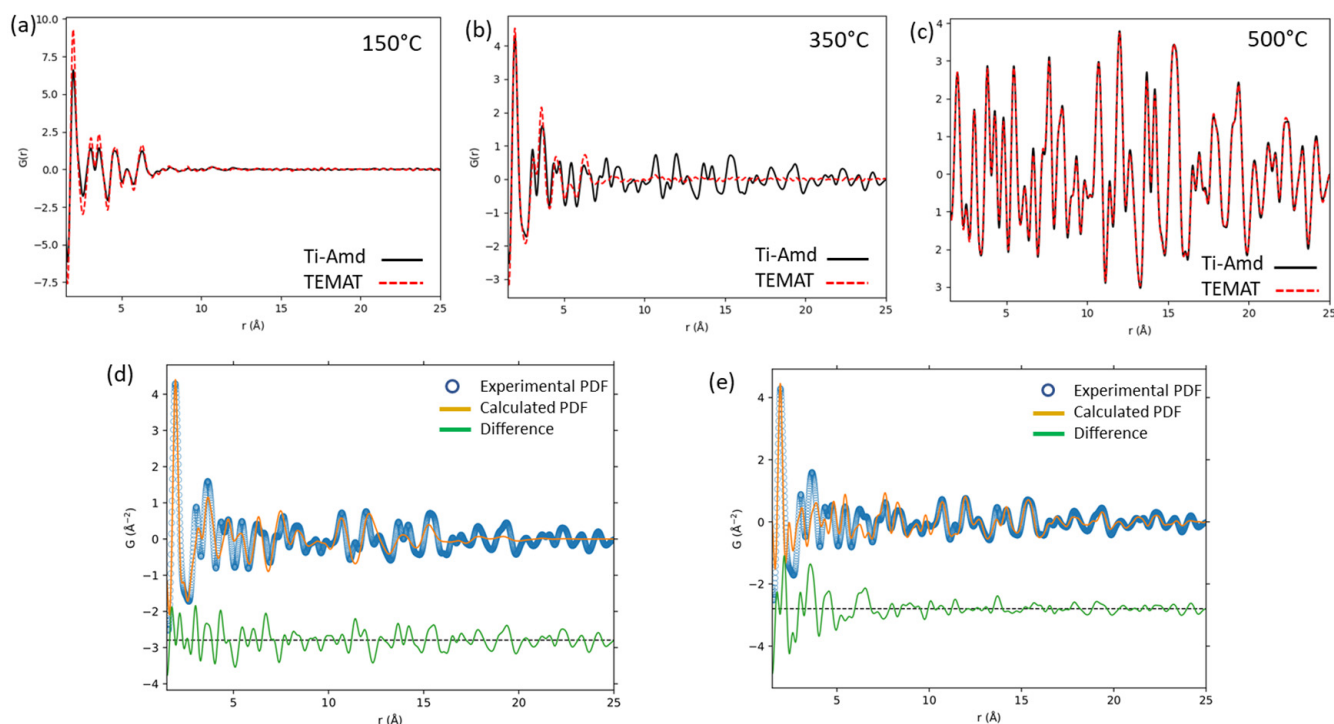 (a)
150°C
10.0
7.5
5.0
2.5
0.0
−2.5
−5.0
−7.5
G(r)
Ti-Amd
TEMAT
5
10
15
20
25
r (Å)
(b)
350°C
4
3
2
1
0
−1
−2
−3
G(r)
Ti-Amd
TEMAT
5
10
15
20
25
r (Å)
(c)
500°C
4
3
2
1
0
1
2
3
Ti-Amd
TEMAT
5
10
15
20
25
r (Å)
(d)
Experimental PDF
Calculated PDF
Difference
4
3
2
1
0
−1
−2
−3
−4
G (Å⁻²)
5
10
15
20
25
r (Å)
(e)
Experimental PDF
Calculated PDF
Difference
4
2
0
−2
−4
G (Å⁻²)
5
10
15
20
25
r (Å)